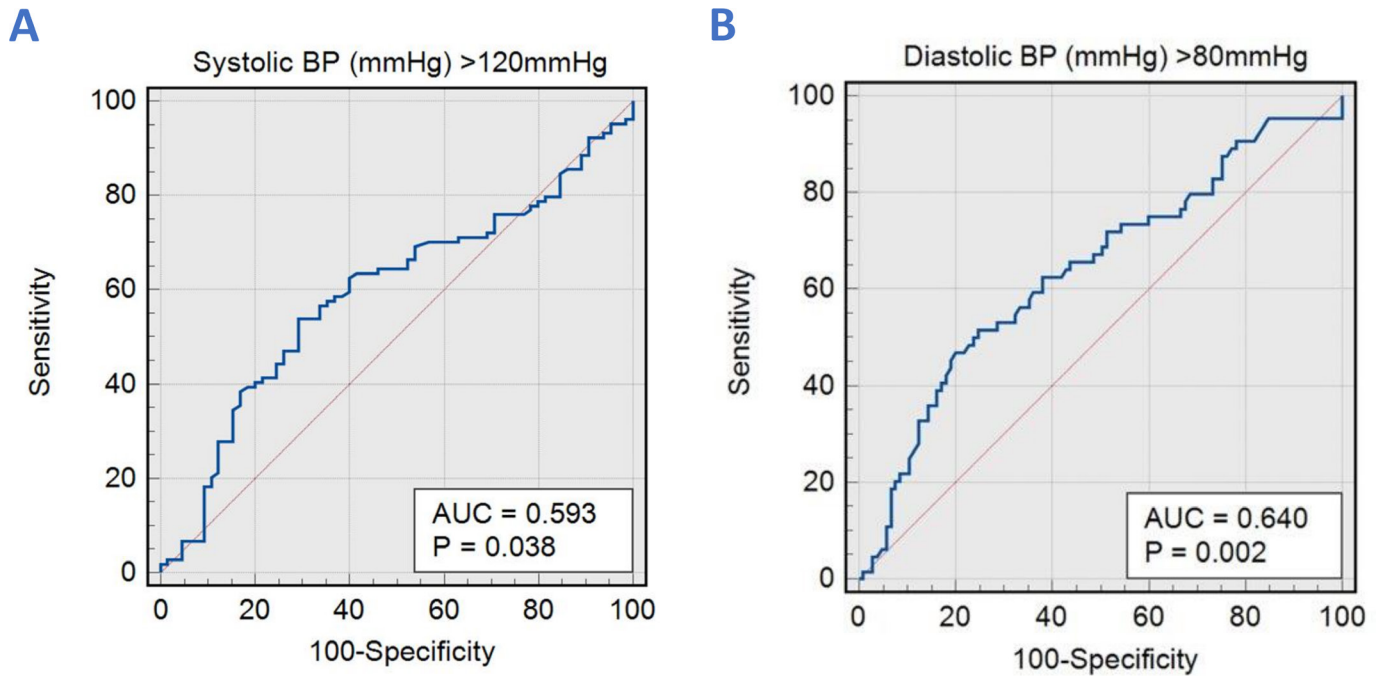 A
Systolic BP (mmHg) >120mmHg
100
80
60
40
20
0
Sensitivity
AUC = 0.593
P = 0.038
0 20 40 60 80 100
100-Specificity
B
Diastolic BP (mmHg) >80mmHg
100
80
60
40
20
0
Sensitivity
AUC = 0.640
P = 0.002
0 20 40 60 80 100
100-Specificity